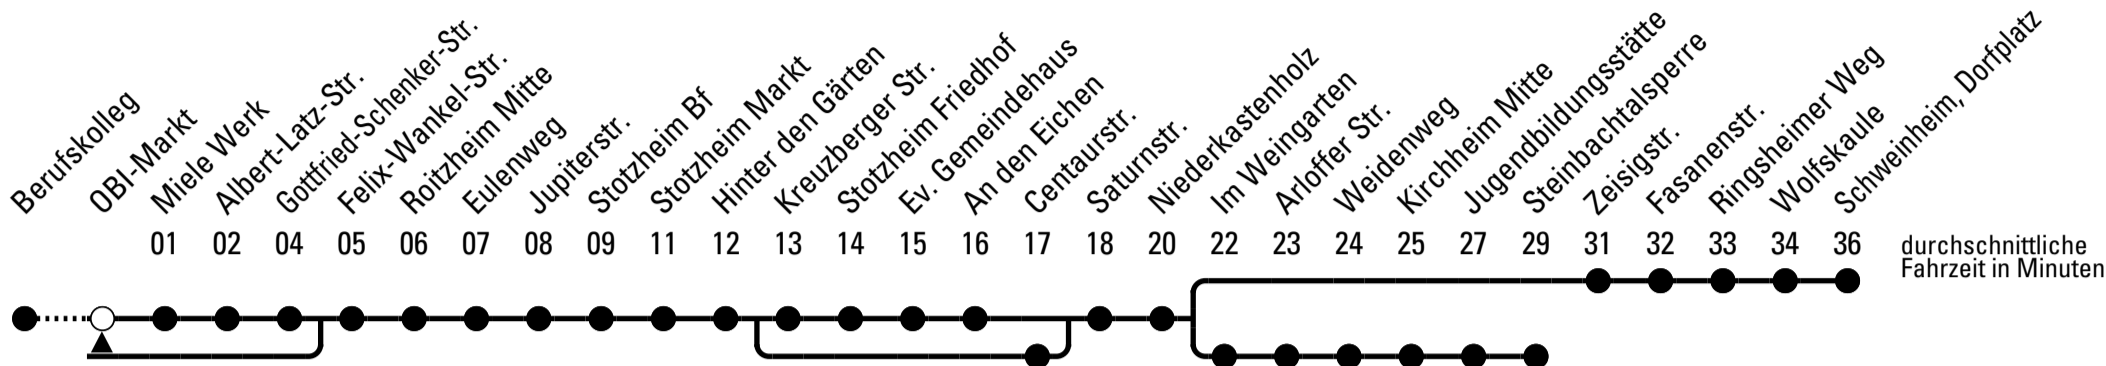 Berufskolleg
OBI-Markt
Miele Werk
Albert-Latz-Str.
Gottfried-Schenker-Str.
Felix-Wankel-Str.
Roitzheim Mitte
Eulenweg
Jupiterstr.
Stotzheim Bf
Stotzheim Markt
Hinter den Gärten
Kreuzberger Str.
Stotzheim Friedhof
Ev. Gemeindehaus
An den Eichen
Centaurstr.
Saturnstr.
Niederkastenholz
Im Weingarten
Arloffer Str.
Weidenweg
Kirchheim Mitte
Jugendbildungsstätte
Steinbachtalsperre
Zeisigstr.
Fasanenstr.
Ringsheimer Weg
Wolfskaule
Schweinheim, Dorfplatz
01 02 04 05 06 07 08 09 11 12 13 14 15 16 17 18 20 22 23 24 25 27 29 31 32 33 34 36
durchschnittliche
Fahrzeit in Minuten